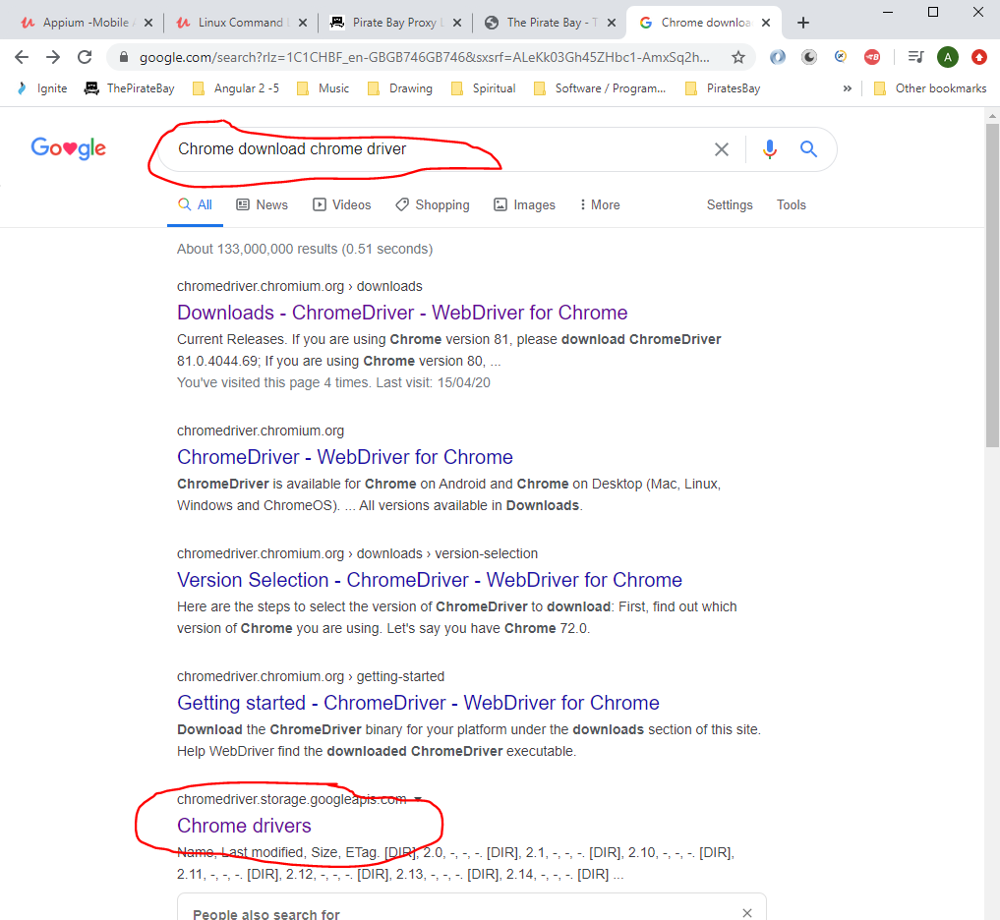 Appium -Mobile
Linux Command
Pirate Bay Proxy
The Pirate Bay - T
Chrome downloa
google.com/search?rlz=1C1CHBF_en-GBGB746GB746&sxsrf=ALeKk03Gh45ZHbc1-AmxSq2h...
A
Ignite
ThePirateBay
Angular 2 -5
Music
Drawing
Spiritual
Software / Program...
PiratesBay
»
Other bookmarks
Google
Chrome download chrome driver
All
News
Videos
Shopping
Images
More
Settings
Tools
About 133,000,000 results (0.51 seconds)
chromedriver.chromium.org › downloads
Downloads - ChromeDriver - WebDriver for Chrome
Current Releases. If you are using Chrome version 81, please download ChromeDriver
81.0.4044.69; If you are using Chrome version 80, ...
You've visited this page 4 times. Last visit: 15/04/20
chromedriver.chromium.org
ChromeDriver - WebDriver for Chrome
ChromeDriver is available for Chrome on Android and Chrome on Desktop (Mac, Linux,
Windows and ChromeOS). ... All versions available in Downloads.
chromedriver.chromium.org › downloads › version-selection
Version Selection - ChromeDriver - WebDriver for Chrome
Here are the steps to select the version of ChromeDriver to download: First, find out which
version of Chrome you are using. Let's say you have Chrome 72.0.
chromedriver.chromium.org › getting-started
Getting started - ChromeDriver - WebDriver for Chrome
Download the ChromeDriver binary for your platform under the downloads section of this site.
Help WebDriver find the downloaded ChromeDriver executable.
chromedriver.storage.googleapis.com
Chrome drivers
Name, Last modified, Size, ETag. [DIR], 2.0, -, -, -. [DIR], 2.1, -, -, -. [DIR], 2.10, -, -, -. [DIR],
2.11, -, -, -. [DIR], 2.12, -, -, -. [DIR], 2.13, -, -, -. [DIR], 2.14, -, -, -. [DIR] ...
People also search for